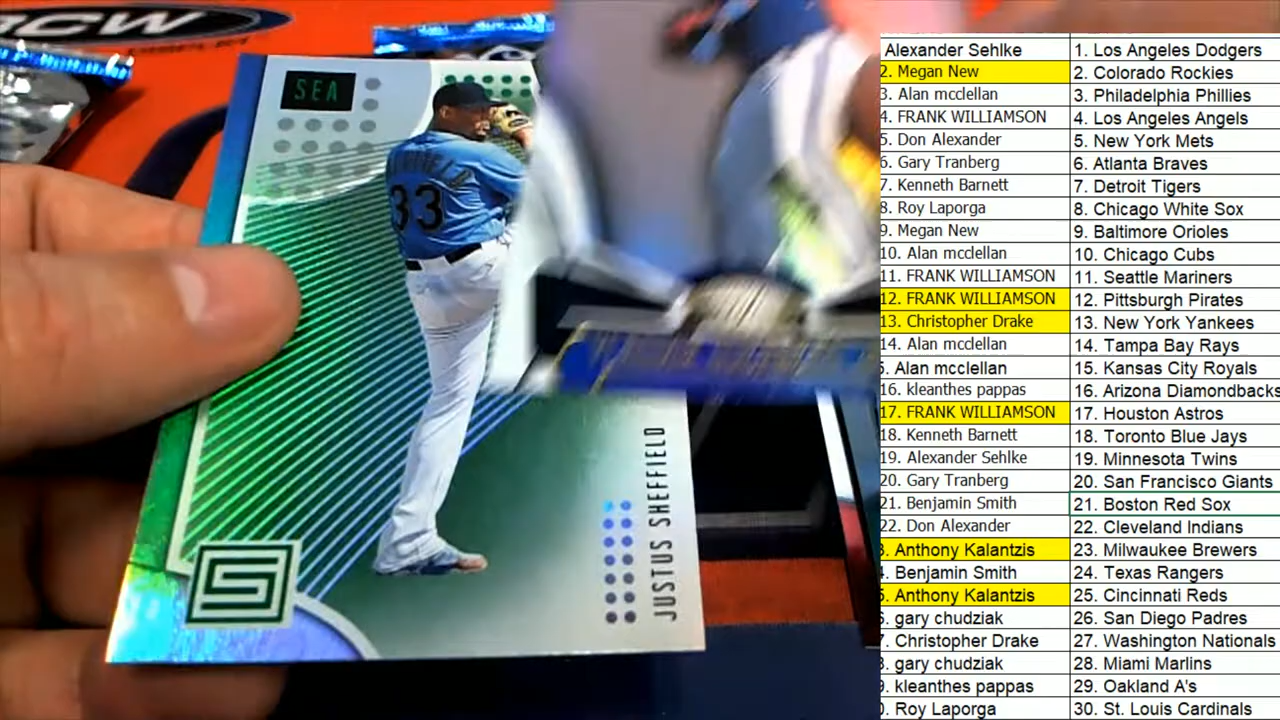 SEA
33
JUSTUS SHEFFIELD
S
Alexander Sehlke 1. Los Angeles Dodgers
2. Megan New 2. Colorado Rockies
3. Alan mcclellan 3. Philadelphia Phillies
4. FRANK WILLIAMSON 4. Los Angeles Angels
5. Don Alexander 5. New York Mets
6. Gary Tranberg 6. Atlanta Braves
7. Kenneth Barnett 7. Detroit Tigers
8. Roy Laporga 8. Chicago White Sox
9. Megan New 9. Baltimore Orioles
10. Alan mcclellan 10. Chicago Cubs
11. FRANK WILLIAMSON 11. Seattle Mariners
12. FRANK WILLIAMSON 12. Pittsburgh Pirates
13. Christopher Drake 13. New York Yankees
14. Alan mcclellan 14. Tampa Bay Rays
5. Alan mcclellan 15. Kansas City Royals
16. kleanthes pappas 16. Arizona Diamondbacks
17. FRANK WILLIAMSON 17. Houston Astros
18. Kenneth Barnett 18. Toronto Blue Jays
19. Alexander Sehlke 19. Minnesota Twins
20. Gary Tranberg 20. San Francisco Giants
21. Benjamin Smith 21. Boston Red Sox
22. Don Alexander 22. Cleveland Indians
3. Anthony Kalantzis 23. Milwaukee Brewers
4. Benjamin Smith 24. Texas Rangers
5. Anthony Kalantzis 25. Cincinnati Reds
6. gary chudziak 26. San Diego Padres
7. Christopher Drake 27. Washington Nationals
8. gary chudziak 28. Miami Marlins
9. kleanthes pappas 29. Oakland A's
0. Roy Laporga 30. St. Louis Cardinals